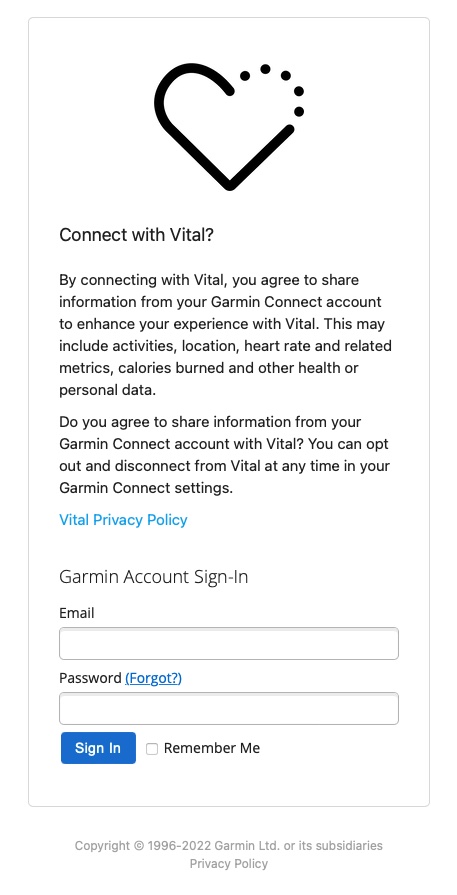 Connect with Vital?
By connecting with Vital, you agree to share
information from your Garmin Connect account
to enhance your experience with Vital. This may
include activities, location, heart rate and related
metrics, calories burned and other health or
personal data.
Do you agree to share information from your
Garmin Connect account with Vital? You can opt
out and disconnect from Vital at any time in your
Garmin Connect settings.
Vital Privacy Policy
Garmin Account Sign-In
Email
Password (Forgot?)
Sign In Remember Me
Copyright © 1996-2022 Garmin Ltd. or its subsidiaries
Privacy Policy